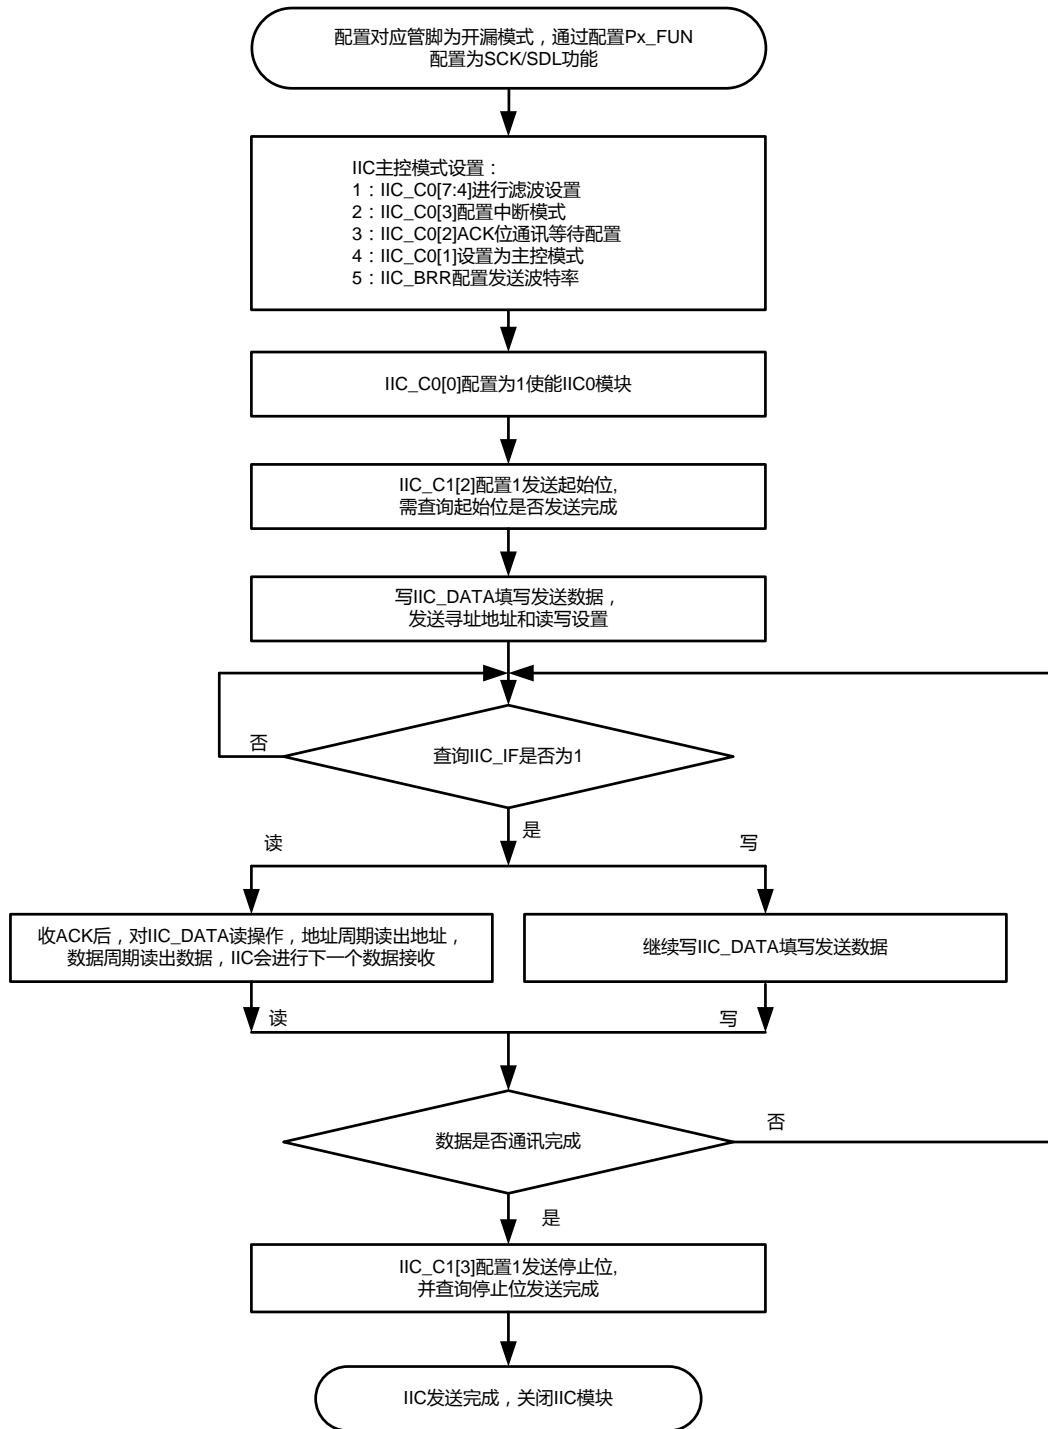 配置对应管脚为开漏模式，通过配置Px_FUN
配置为SCK/SDL功能
IIC主控模式设置：
1：IIC_C0[7:4]进行滤波设置
2：IIC_C0[3]配置中断模式
3：IIC_C0[2]ACK位通讯等待配置
4：IIC_C0[1]设置为主控模式
5：IIC_BRR配置发送波特率
IIC_C0[0]配置为1使能IIC0模块
IIC_C1[2]配置1发送起始位,
需查询起始位是否发送完成
写IIC_DATA填写发送数据，
发送寻址地址和读写设置
否
查询IIC_IF是否为1
是
读
写
收ACK后，对IIC_DATA读操作，地址周期读出地址，
数据周期读出数据，IIC会进行下一个数据接收
继续写IIC_DATA填写发送数据
读
写
数据是否通讯完成
否
是
IIC_C1[3]配置1发送停止位,
并查询停止位发送完成
IIC发送完成，关闭IIC模块